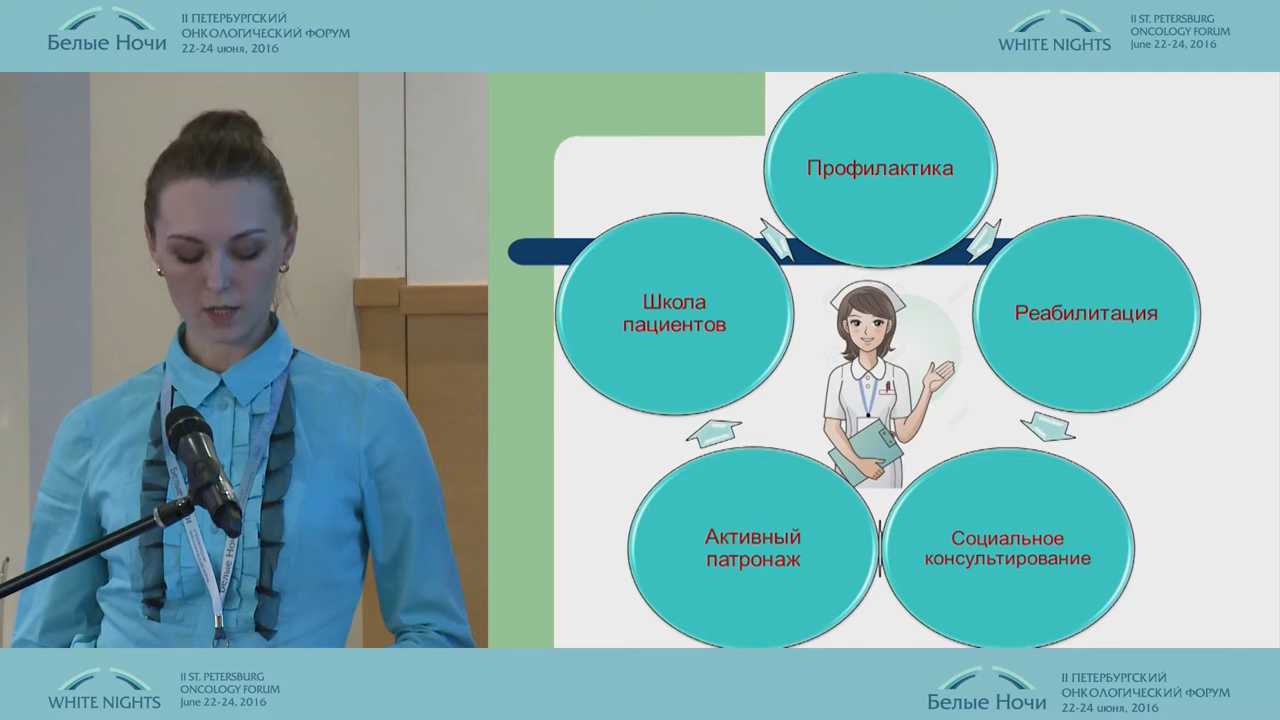 Белые Ночи
II ПЕТЕРБУРГСКИЙ
ОНКОЛОГИЧЕСКИЙ ФОРУМ
22-24 июня, 2016
WHITE NIGHTS
II ST. PETERSBURG
ONCOLOGY FORUM
June 22-24, 2016
Профилактика
Школа
пациентов
Реабилитация
Активный
патронаж
Социальное
консультирование
Белые Ночи
WHITE NIGHTS
II ST. PETERSBURG
ONCOLOGY FORUM
June 22-24, 2016
Белые Ночи
II ПЕТЕРБУРГСКИЙ
ОНКОЛОГИЧЕСКИЙ ФОРУМ
22-24 июня, 2016